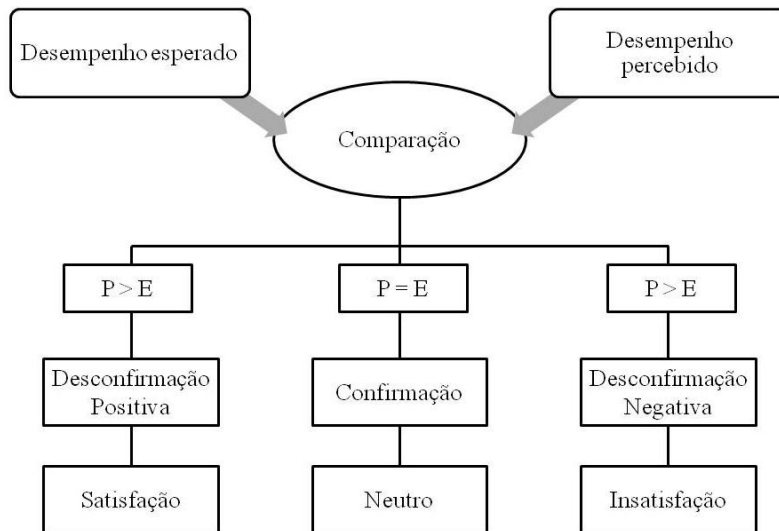 Desempenho esperado
Desempenho
percebido
Comparação
P > E
P = E
P > E
Desconfirmação
Positiva
Confirmação
Desconfirmação
Negativa
Satisfação
Neutro
Insatisfação